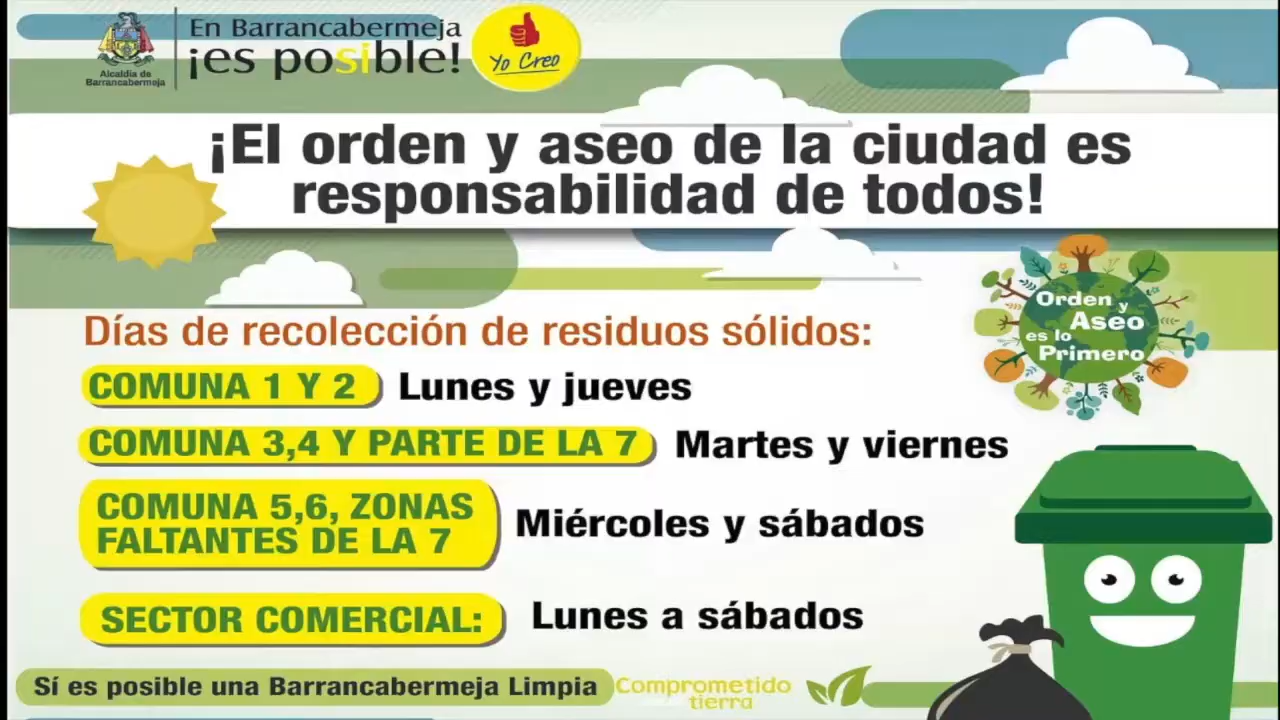 Alcaldía de
Barrancabermeja
En Barrancabermeja
¡es posible!
Yo Creo
¡El orden y aseo de la ciudad es
responsabilidad de todos!
Orden y
Aseo
es lo
Primero
Días de recolección de residuos sólidos:
COMUNA 1 Y 2 Lunes y jueves
COMUNA 3,4 Y PARTE DE LA 7 Martes y viernes
COMUNA 5,6, ZONAS
FALTANTES DE LA 7
Miércoles y sábados
SECTOR COMERCIAL: Lunes a sábados
Sí es posible una Barrancabermeja Limpia
Comprometido
tierra